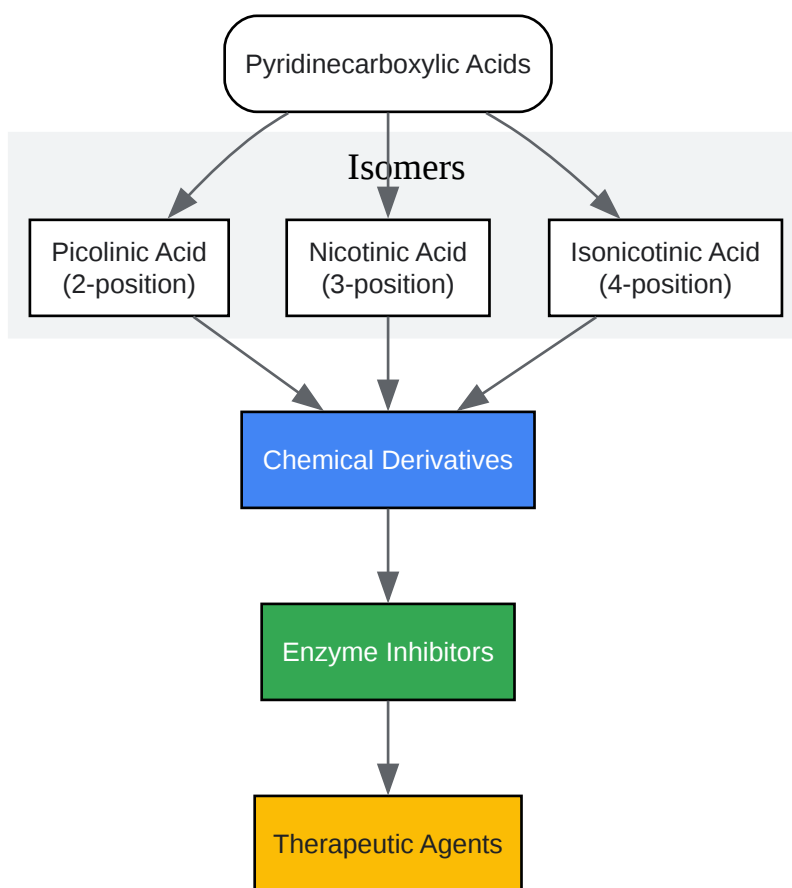 Pyridinecarboxylic Acids
Isomers
Picolinic Acid
(2-position)
Nicotinic Acid
(3-position)
Isonicotinic Acid
(4-position)
Chemical Derivatives
Enzyme Inhibitors
Therapeutic Agents